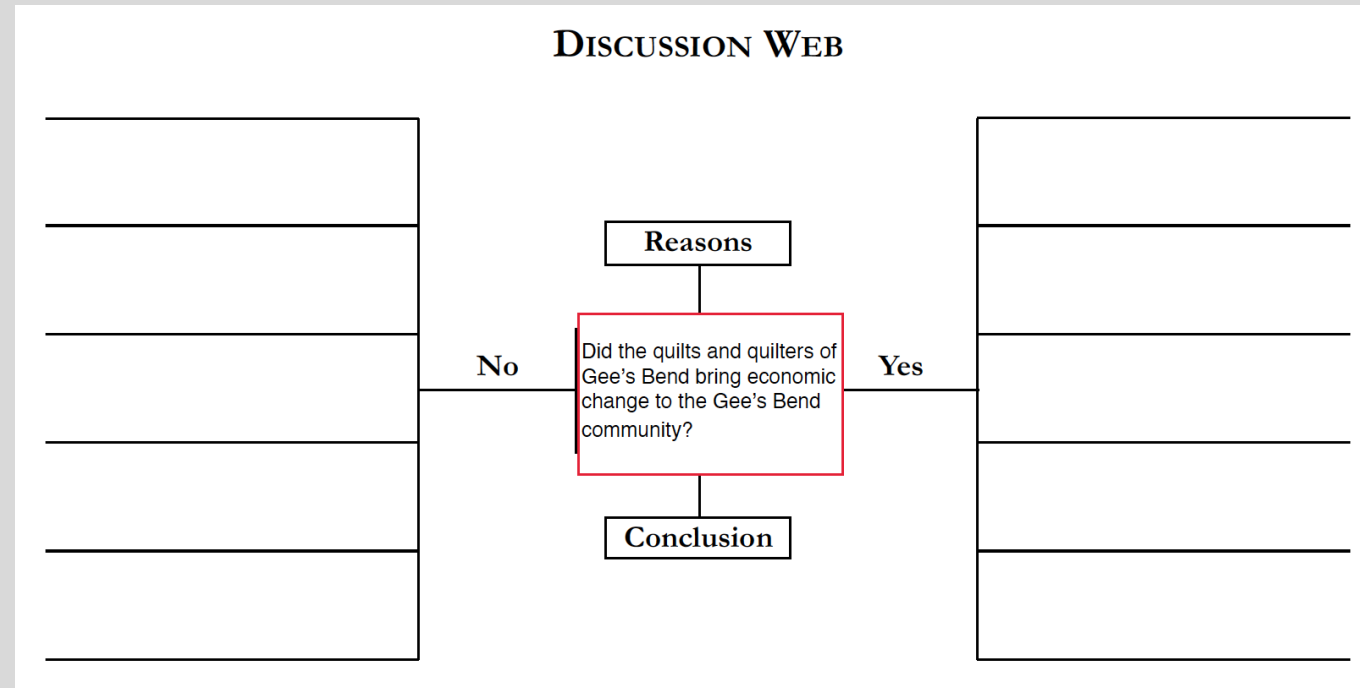 DISCUSSION WEB
Reasons
No
Did the quilts and quilters of
Gee's Bend bring economic
change to the Gee's Bend
community?
Yes
Conclusion